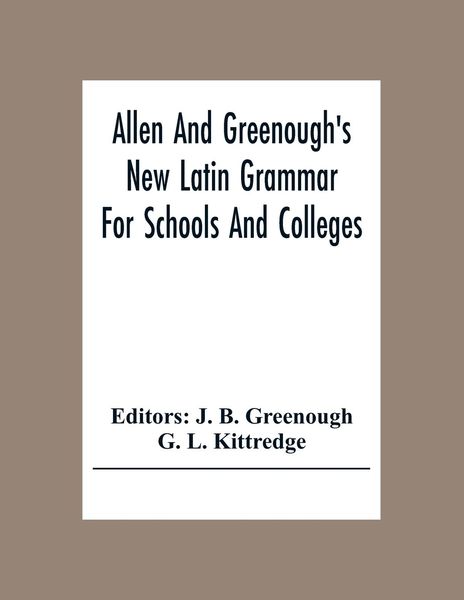 Allen And Greenough's
New Latin Grammar
For Schools And Colleges
Editors: J. B. Greenough
G. L. Kittredge